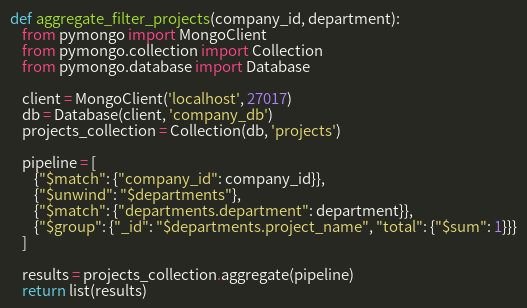 def aggregate_filter_projects(company_id, department):
from pymongo import MongoClient
from pymongo.collection import Collection
from pymongo.database import Database
client = MongoClient('localhost', 27017)
db = Database(client, 'company_db')
projects_collection = Collection(db, 'projects')
pipeline = [
{"$match": {"company_id": company_id}},
{"$unwind": "$departments"},
{"$match": {"departments.department": department}},
{"$group": {"_id": "$departments.project_name", "total": {"$sum": 1}}}
]
results = projects_collection.aggregate(pipeline)
return list(results)